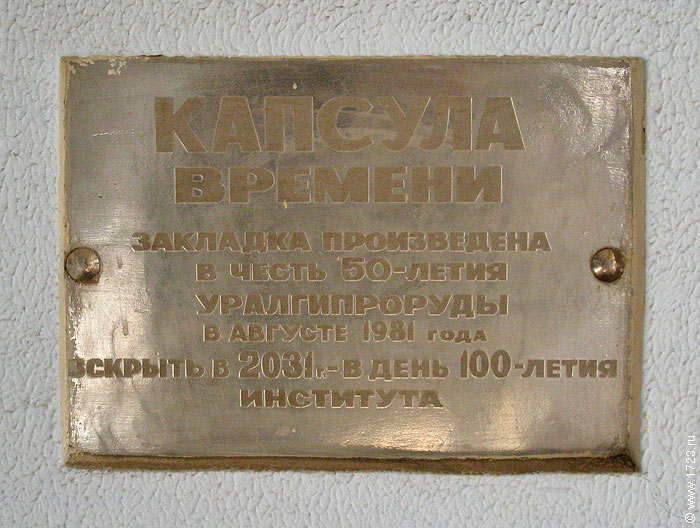 КАПСУЛА
ВРЕМЕНИ
ЗАКЛАДКА ПРОИЗВЕДЕНА
В ЧЕСТЬ 50-ЛЕТИЯ
УРАЛГИПРОРУДЫ
В АВГУСТЕ 1981 ГОДА
ВСКРЫТЬ В 2031г.-В ДЕНЬ 100-ЛЕТИЯ
ИНСТИТУТА
© www.1723.ru